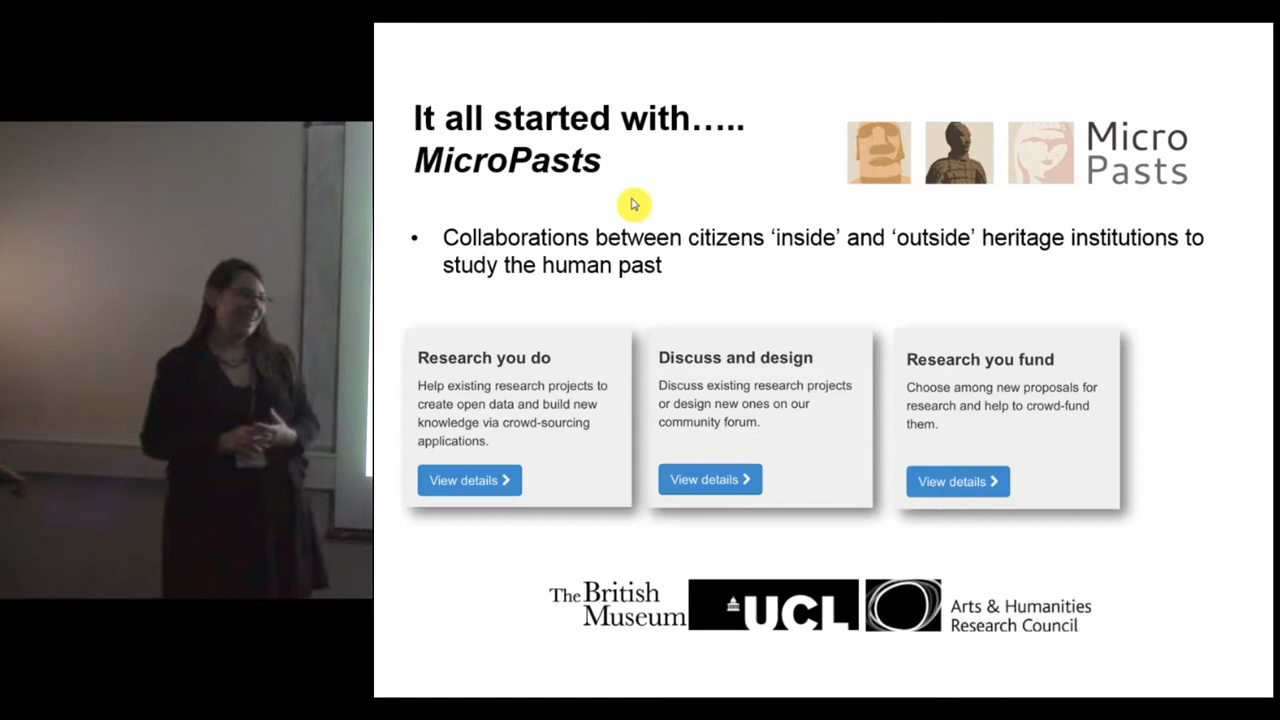 It all started with…..
MicroPasts
Micro
Pasts
• Collaborations between citizens ‘inside’ and ‘outside’ heritage institutions to
study the human past
Research you do
Help existing research projects to
create open data and build new
knowledge via crowd-sourcing
applications.
View details
Discuss and design
Discuss existing research projects
or design new ones on our
community forum.
View details
Research you fund
Choose among new proposals for
research and help to crowd-fund
them.
View details
The British
Museum
UCL
Arts & Humanities
Research Council